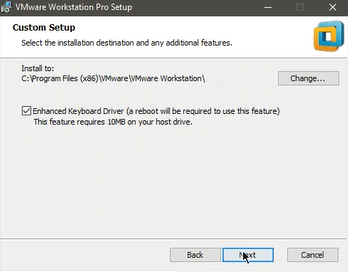 VMware Workstation Pro Setup
Custom Setup
Select the installation destination and any additional features.
Install to:
C:\Program Files (x86)\VMware\VMware Workstation\
Change...
Enhanced Keyboard Driver (a reboot will be required to use this feature)
This feature requires 10MB on your host drive.
Back
Next
Cancel